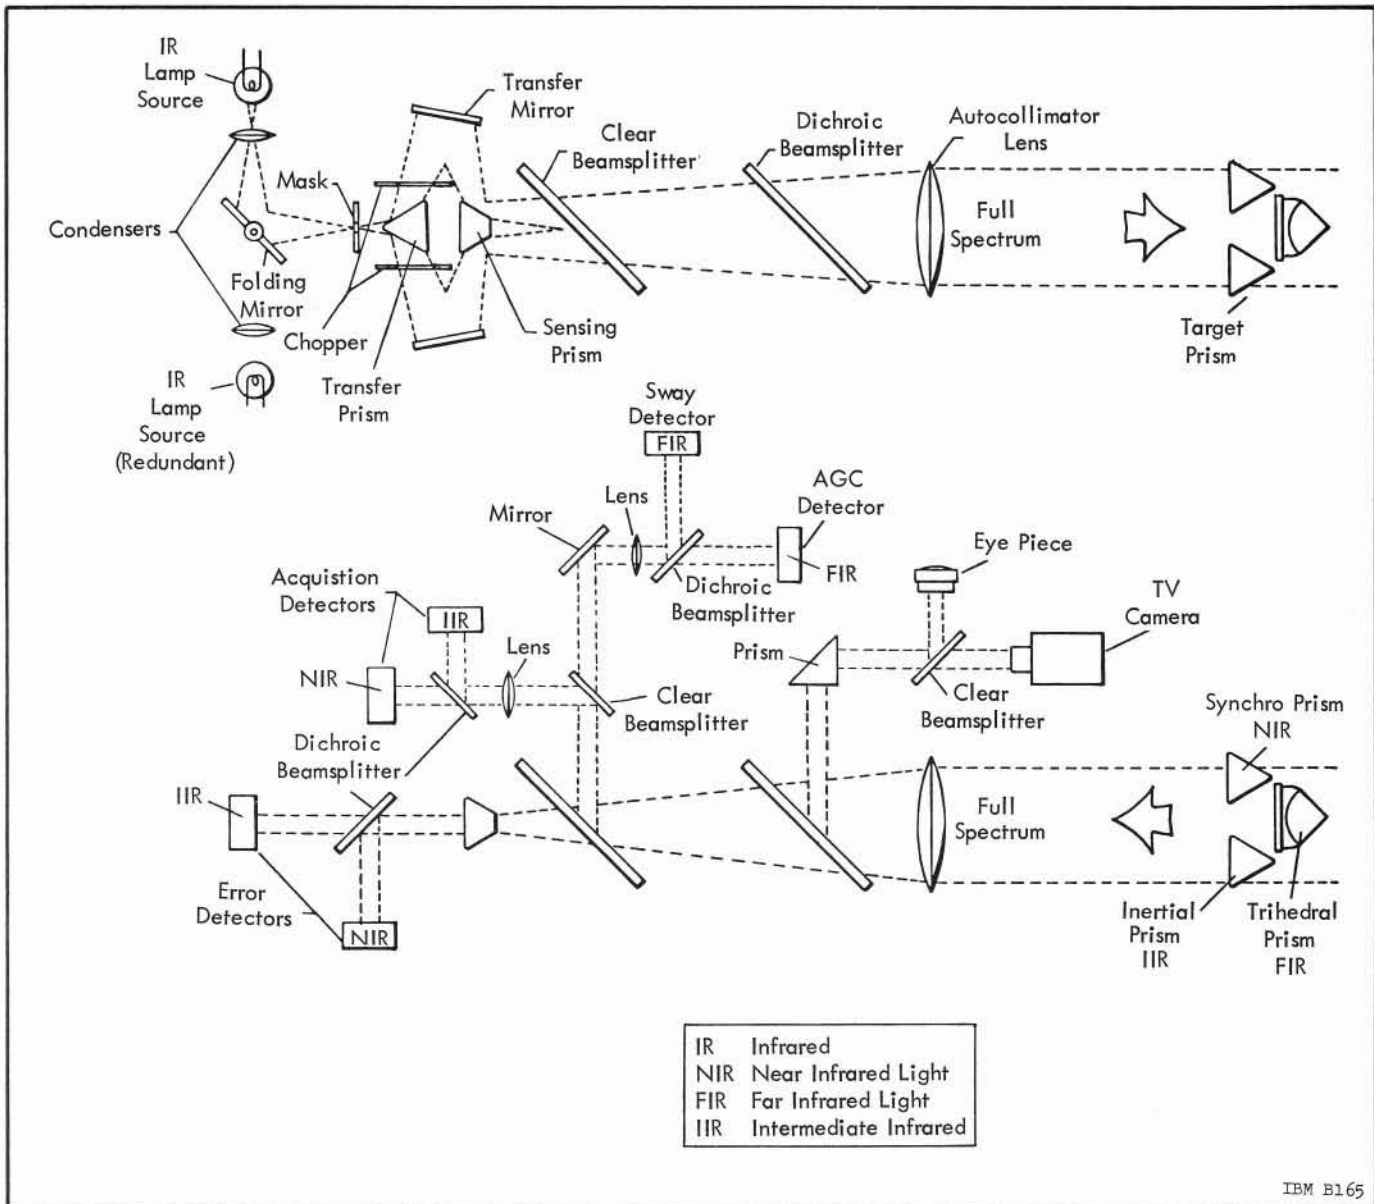 IR
Lamp
Source
Transfer
Mirror
Clear
Beamsplitter
Dichroic
Beamsplitter
Autocollimator
Lens
Mask
Condensers
Full
Spectrum
Folding
Mirror
Chopper
Sensing
Prism
Transfer
Prism
Target
Prism
IR
Lamp
Source
(Redundant)
Sway
Detector
FIR
AGC
Detector
Lens
Mirror
FIR
Dichroic
Beamsplitter
Eye Piece
TV
Camera
Acquistion
Detectors
IIR
Lens
NIR
Prism
Clear
Beamsplitter
Clear
Beamsplitter
Synchro Prism
NIR
Dichroic
Beamsplitter
IIR
Full
Spectrum
Error
Detectors
NIR
Inertial
Prism
IIR
Trihedral
Prism
FIR
IR Infrared
NIR Near Infrared Light
FIR Far Infrared Light
IIR Intermediate Infrared
IBM B165